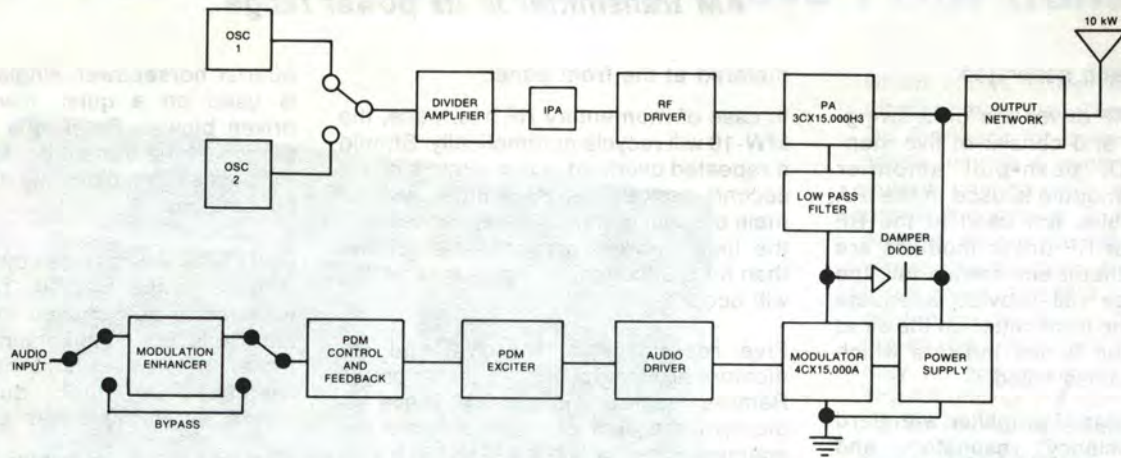 10 kW
OSC
1
OSC
2
DIVIDER
AMPLIFIER
IPA
RF
DRIVER
PA
3CX15,000H3
OUTPUT
NETWORK
LOW PASS
FILTER
DAMPER
DIODE
AUDIO
INPUT
MODULATION
ENHANCER
BYPASS
PDM
CONTROL
AND
FEEDBACK
PDM
EXCITER
AUDIO
DRIVER
MODULATOR
4CX15,000A
POWER
SUPPLY